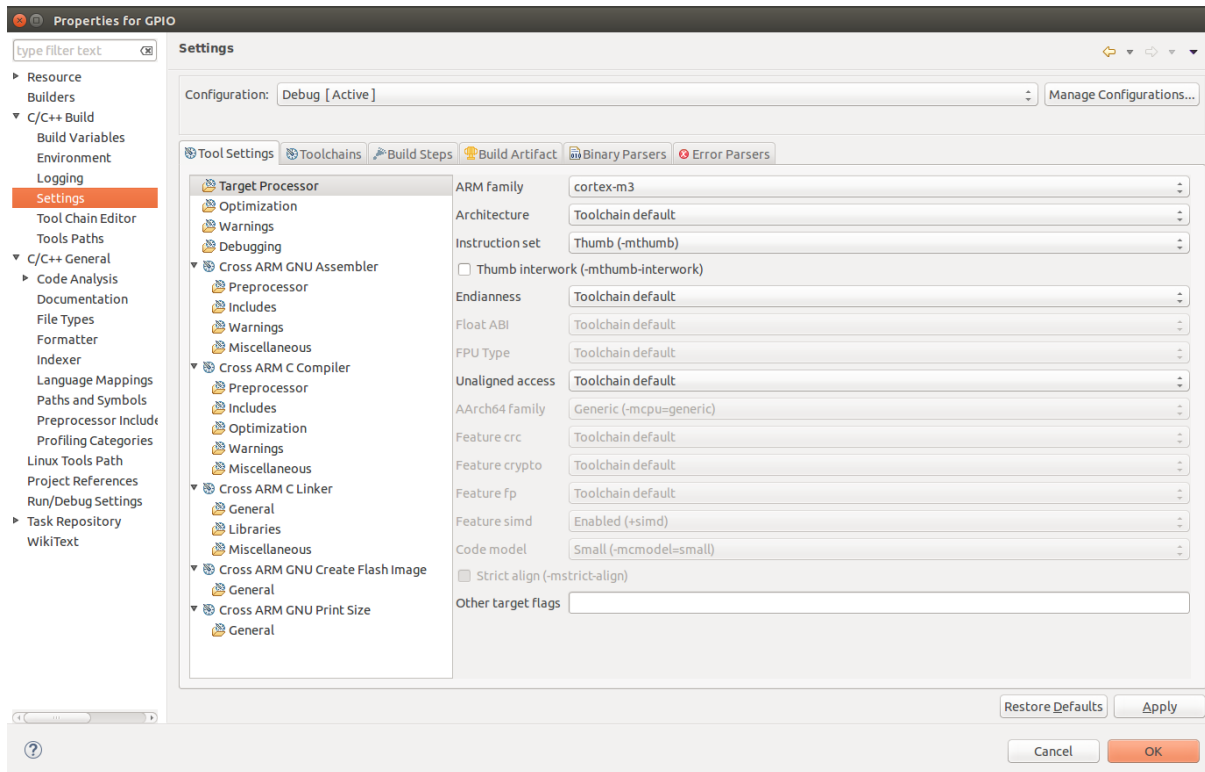 Properties for GPIO
type filter text
Resource
Builders
C/C++ Build
Build Variables
Environment
Logging
Settings
Tool Chain Editor
Tools Paths
C/C++ General
Code Analysis
Documentation
File Types
Formatter
Indexer
Language Mappings
Paths and Symbols
Preprocessor Include
Profiling Categories
Linux Tools Path
Project References
Run/Debug Settings
Task Repository
WikiText
Settings
Configuration: Debug [Active] Manage Configurations...
Tool Settings Toolchains Build Steps Build Artifact Binary Parsers Error Parsers
Target Processor
Optimization
Warnings
Debugging
Cross ARM GNU Assembler
Preprocessor
Includes
Warnings
Miscellaneous
Cross ARM C Compiler
Preprocessor
Includes
Optimization
Warnings
Miscellaneous
Cross ARM C Linker
General
Libraries
Miscellaneous
Cross ARM GNU Create Flash Image
General
Cross ARM GNU Print Size
General
ARM family cortex-m3
Architecture Toolchain default
Instruction set Thumb (-mthumb)
Thumb interwork (-mthumb-interwork)
Endianness Toolchain default
Float ABI Toolchain default
FPU Type Toolchain default
Unaligned access Toolchain default
AArch64 family Generic (-mcpu=generic)
Feature crc Toolchain default
Feature crypto Toolchain default
Feature fp Toolchain default
Feature simd Enabled (+simd)
Code model Small (-mcmodel=small)
Strict align (-mstrict-align)
Other target flags
Restore Defaults Apply
Cancel OK